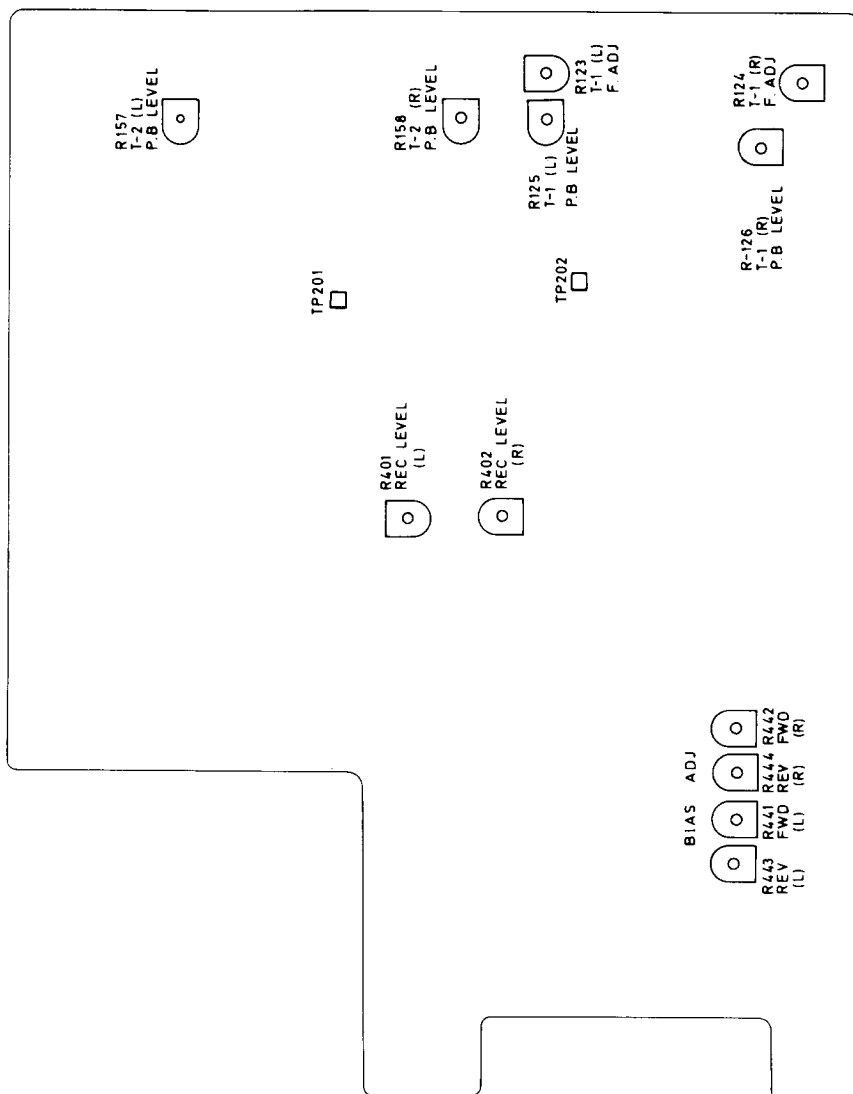 R157
T-2 (L)
P.B LEVEL
R158
T-2 (R)
P.B LEVEL
R123
T-1 (L)
F. ADJ
R125
T-1 (L)
P.B LEVEL
R124
T-1 (R)
F. ADJ
R-126
T-1 (R)
P.B LEVEL
TP201
TP202
R401
REC LEVEL
(L)
R402
REC LEVEL
(R)
BIAS ADJ
R443
REV
(L)
R441
FWD
(L)
R444
REV
(R)
R442
FWD
(R)